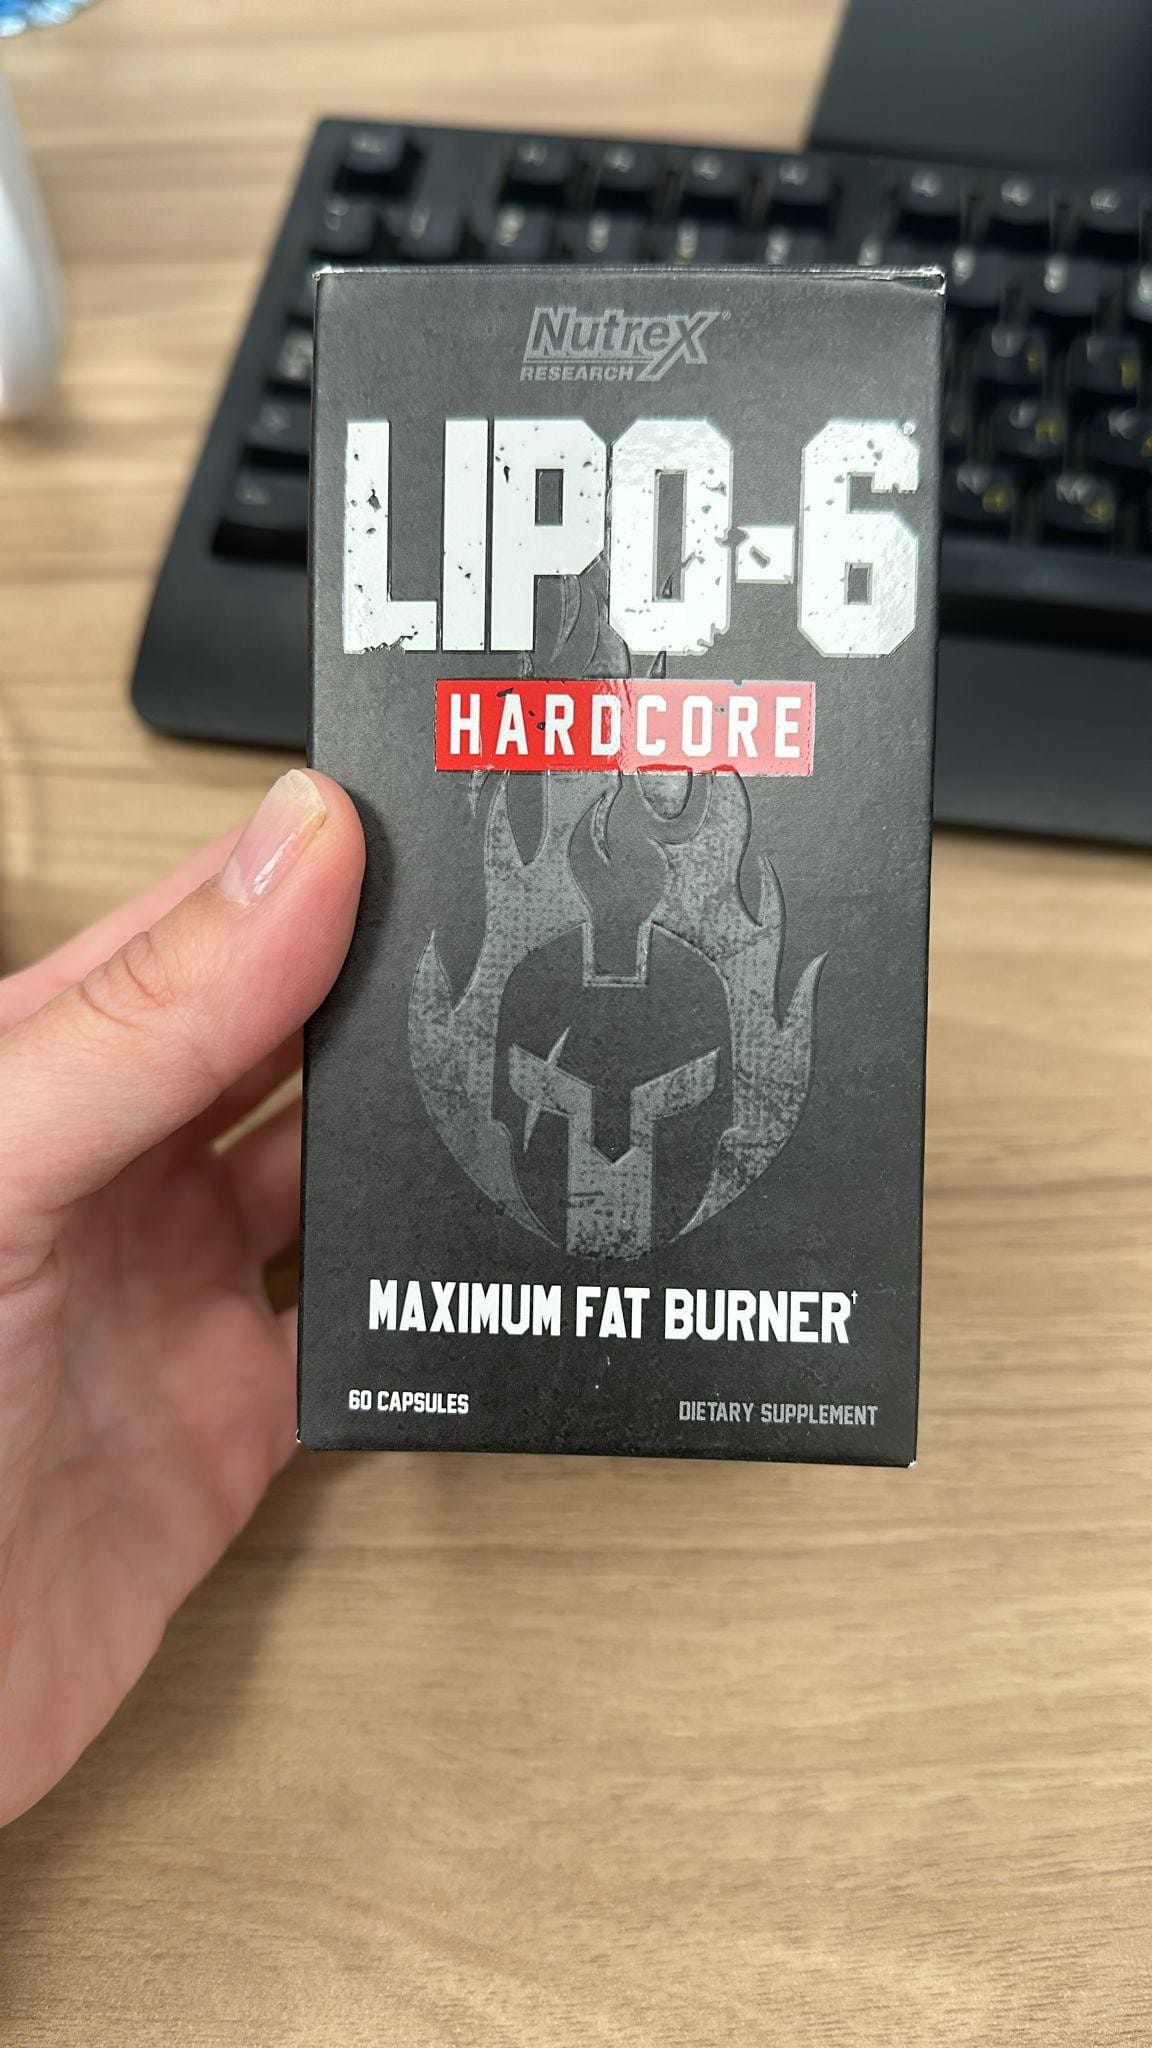 Nutrex®
RESEARCH
LIPO-6®
HARDCORE
MAXIMUM FAT BURNER†
60 CAPSULES
DIETARY SUPPLEMENT